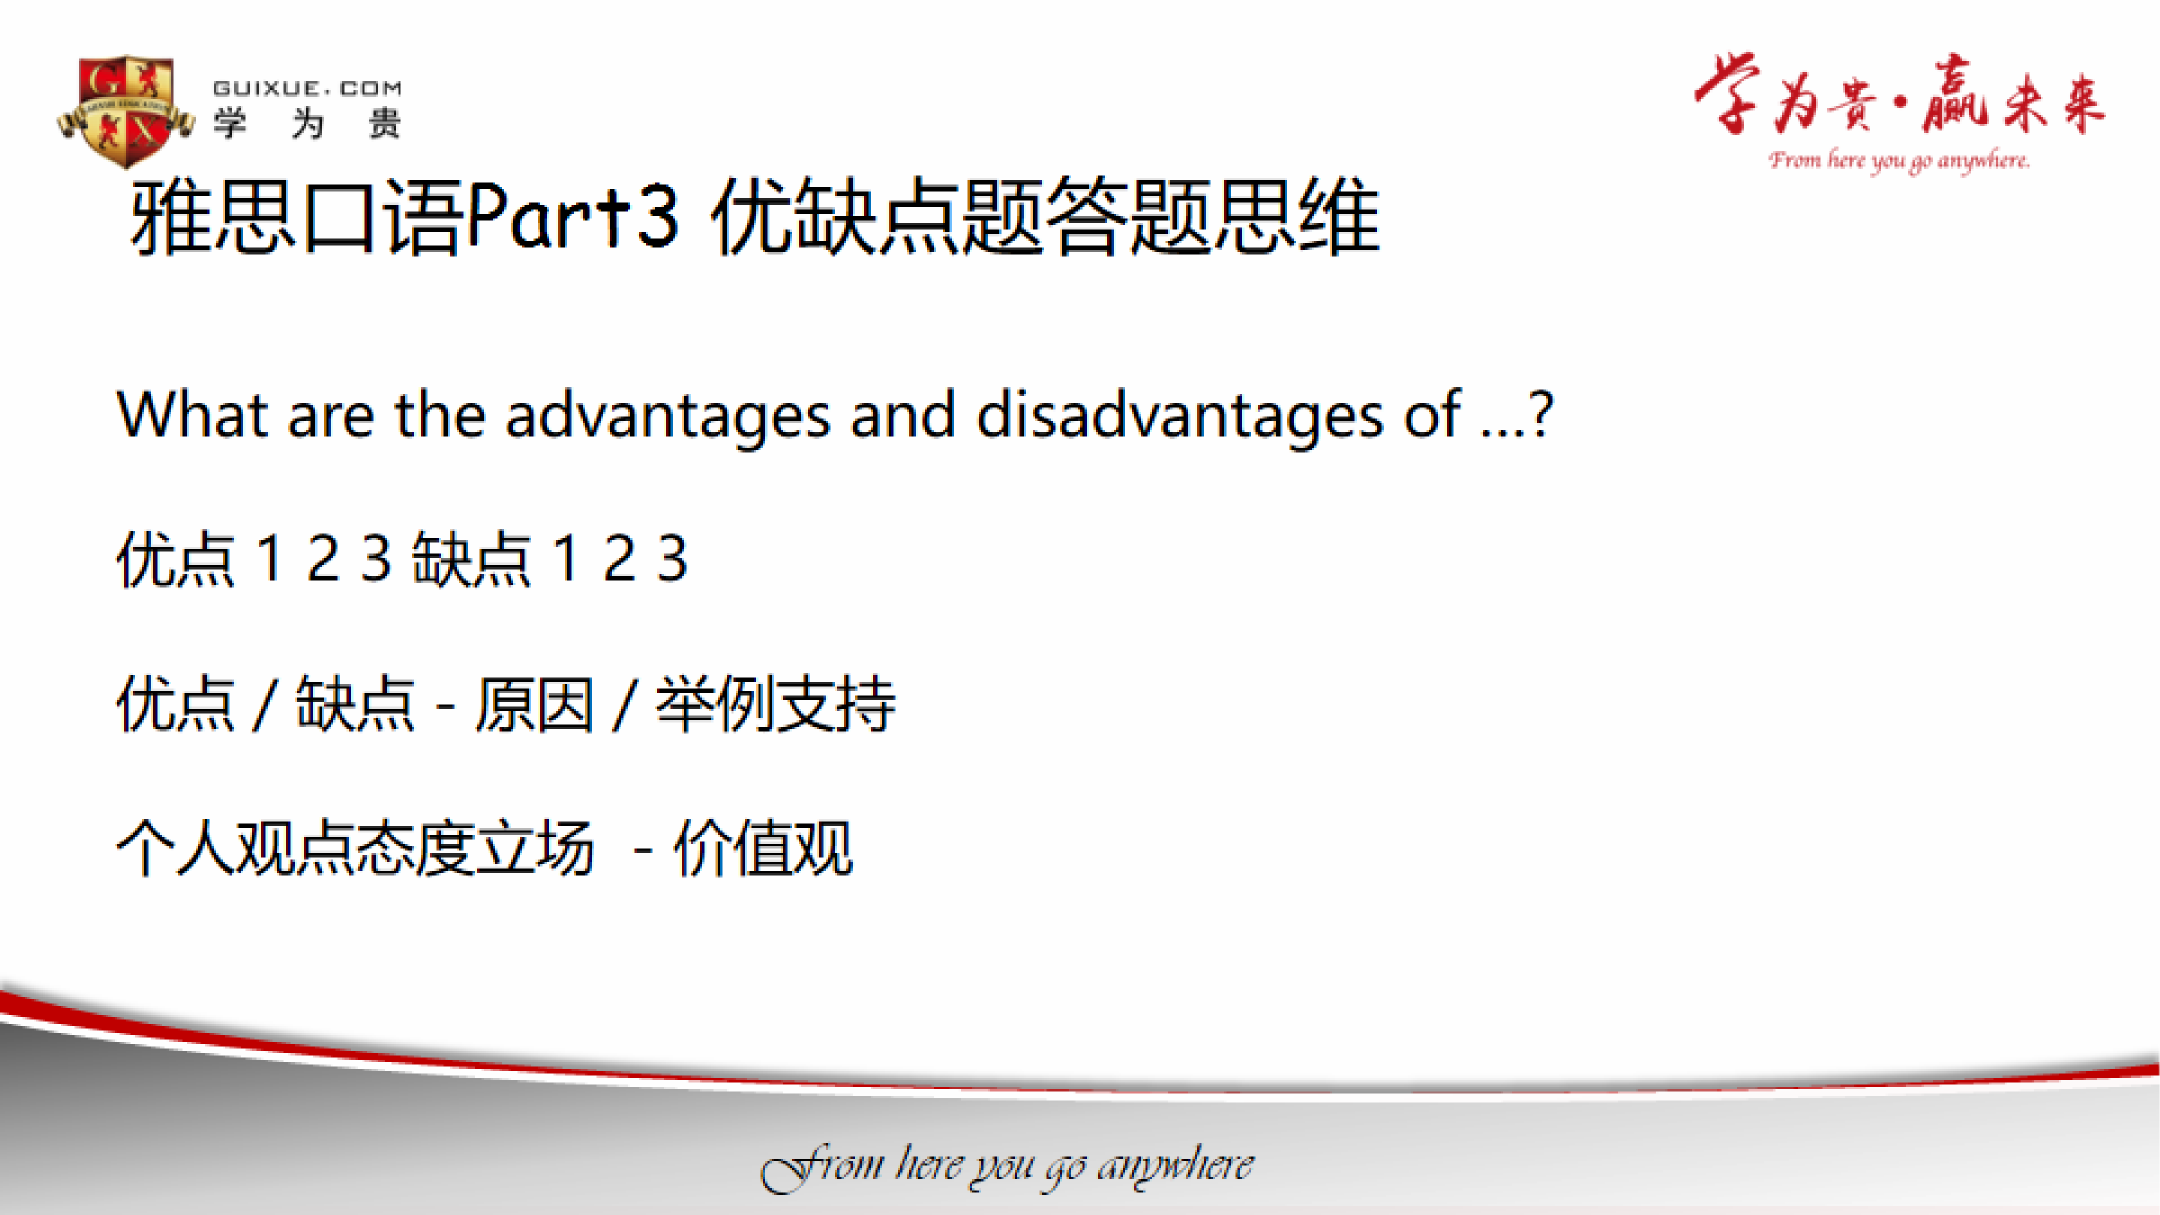 GUIXUE.COM
学为贵
学为贵·赢未来
From here you go anywhere.
雅思口语Part3 优缺点题答题思维
What are the advantages and disadvantages of ...?
优点 1 2 3 缺点 1 2 3
优点 / 缺点 - 原因 / 举例支持
个人观点态度立场 - 价值观
From here you go anywhere